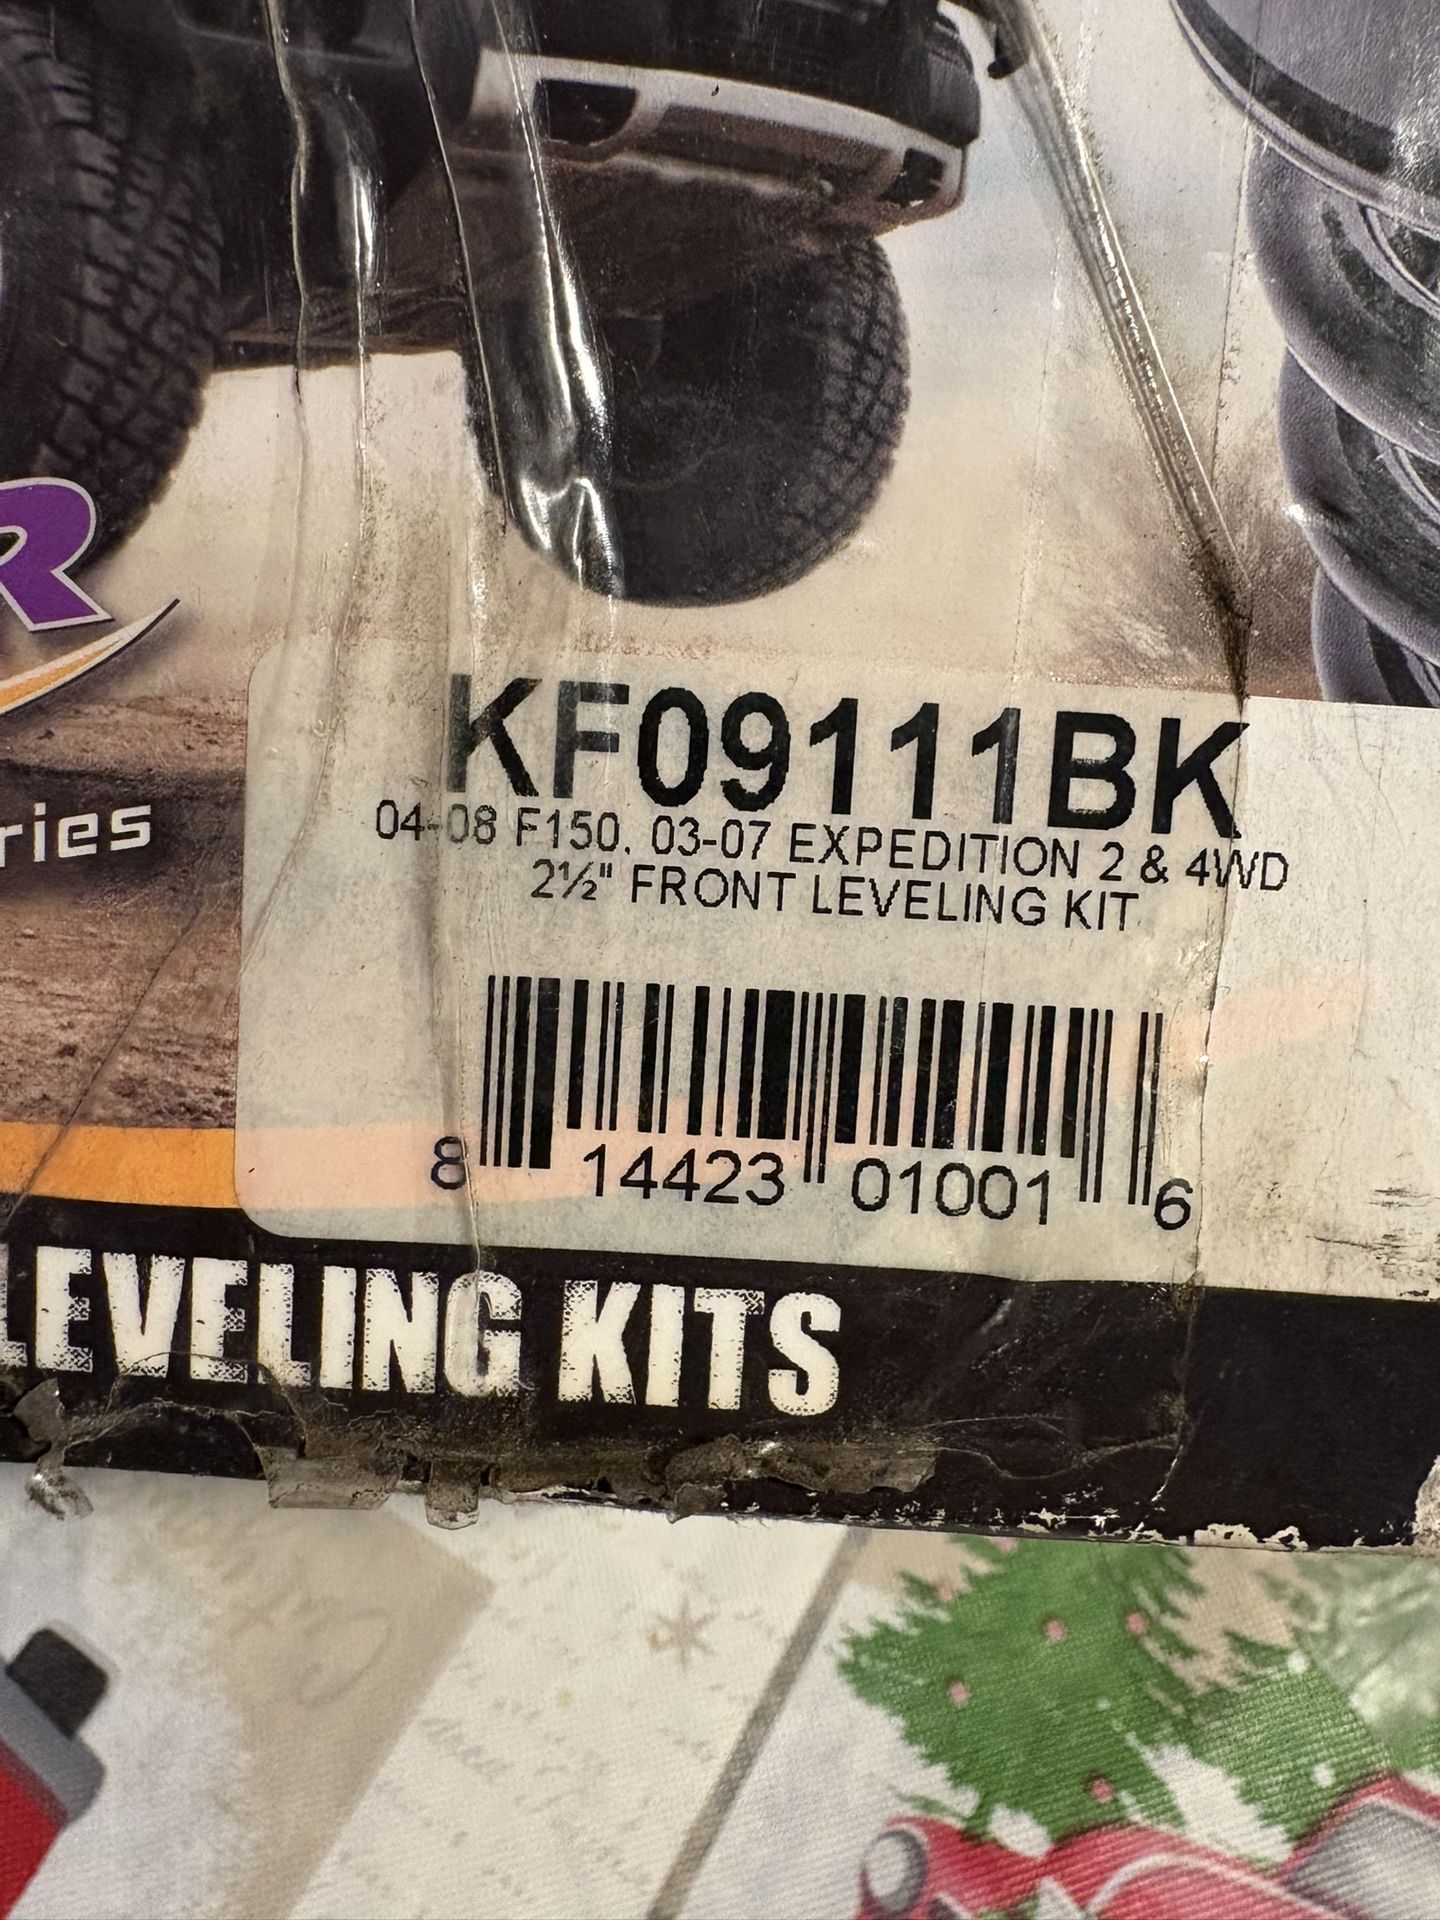 R
ries
KF09111BK
04-08 F150, 03-07 EXPEDITION 2 & 4WD
2½" FRONT LEVELING KIT
8 14423 01001 6
LEVELING KITS